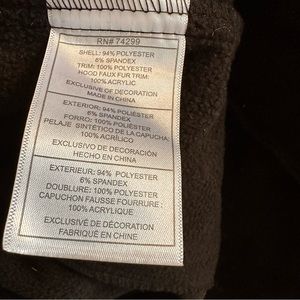 RN# 74299
SHELL: 94% POLYESTER
6% SPANDEX
TRIM: 100% POLYESTER
HOOD FAUX FUR TRIM:
100% ACRYLIC
EXCLUSIVE OF DECORATION
MADE IN CHINA
EXTERIOR: 94% POLIÉSTER
6% SPANDEX
FORRO: 100% POLIÉSTER
PELAJE SINTÉTICO DE LA CAPUCHA:
100% ACRÍLICO
EXCLUSIVO DE DECORACIÓN
HECHO EN CHINA
EXTERIEUR: 94% POLYESTER
6% SPANDEX
DOUBLURE: 100% POLYESTER
CAPUCHON FAUSSE FOURRURE:
100% ACRYLIQUE
EXCLUSIVÉ DE DÉCORATION
FABRIQUÉ EN CHINE